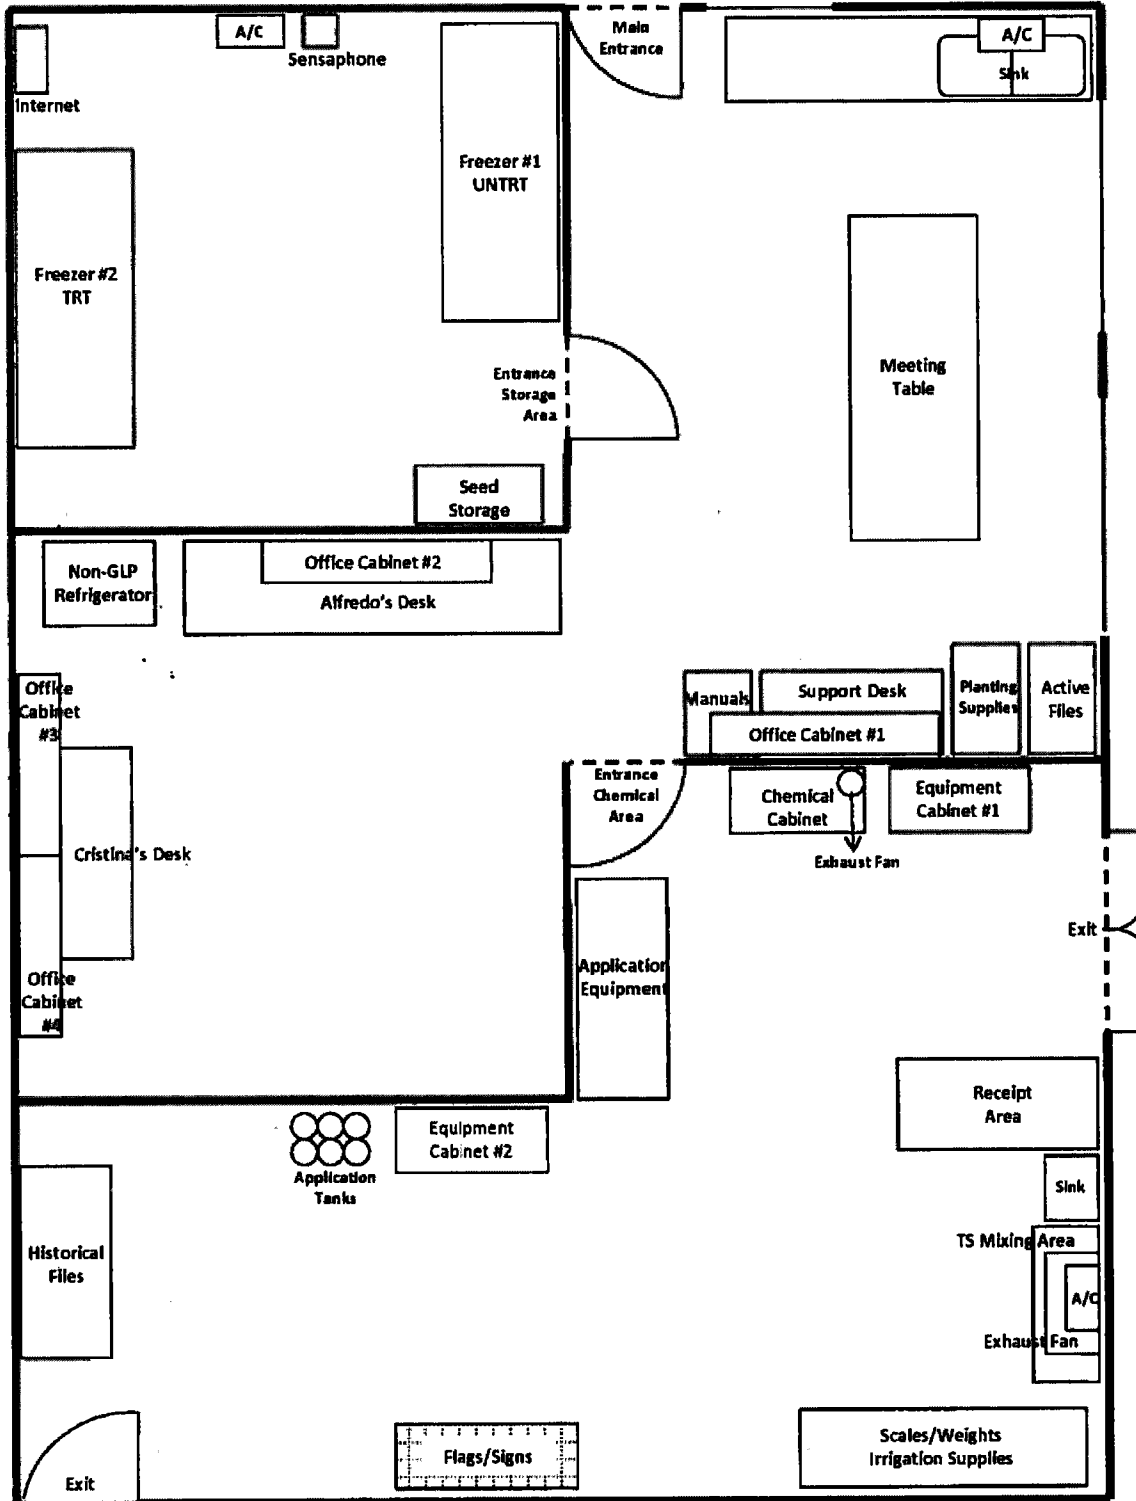 A/C
Sensaphone
Internet
Freezer #1
UNTRT
Freezer #2
TRT
Entrance
Storage
Area
Seed
Storage
Main
Entrance
A/C
Sink
Meeting
Table
Non-GLP
Refrigerator
Office Cabinet #2
Alfredo's Desk
Office
Cabinet
#3
Cristina's Desk
Office
Cabinet
#4
Manuals
Support Desk
Office Cabinet #1
Planting
Supplies
Active
Files
Entrance
Chemical
Area
Chemical
Cabinet
Exhaust Fan
Equipment
Cabinet #1
Exit
Application
Equipment
Receipt
Area
Equipment
Cabinet #2
Application
Tanks
Sink
TS Mixing Area
A/C
Exhaust Fan
Historical
Files
Exit
Flags/Signs
Scales/Weights
Irrigation Supplies